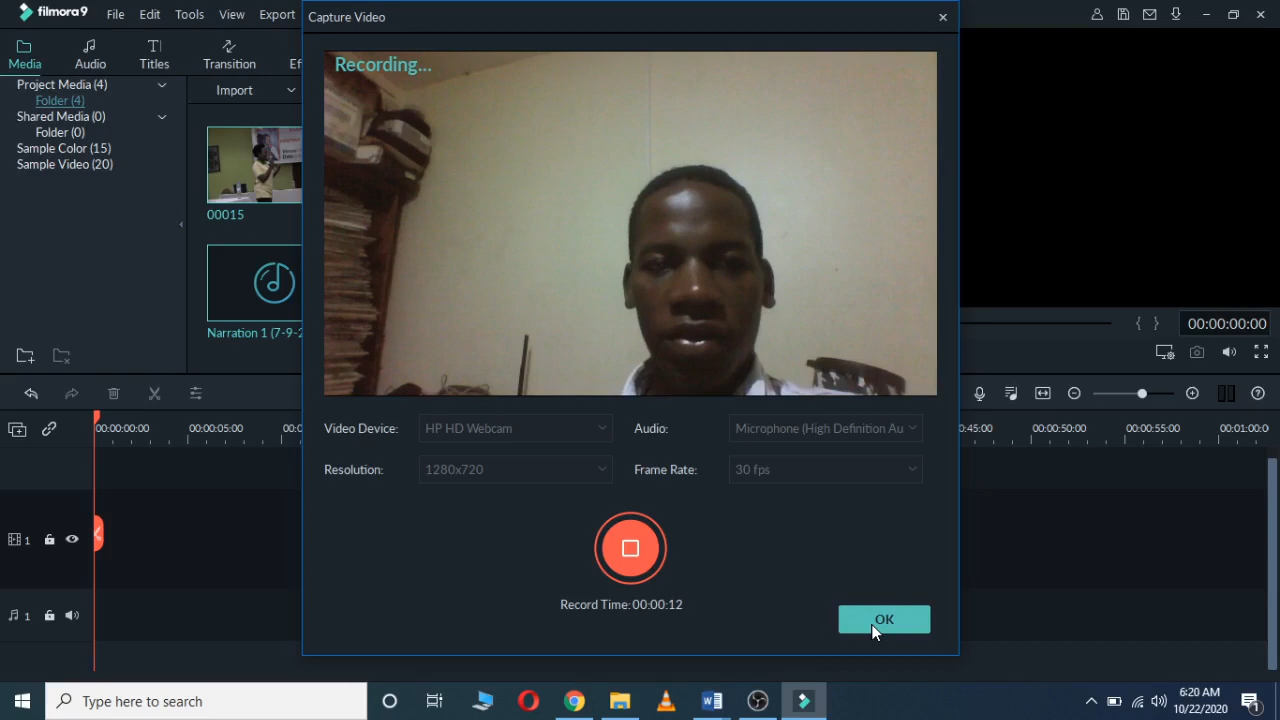 filmora9 File Edit Tools View Export
Capture Video
Media Audio Titles Transition Ef
Recording...
Project Media (4)
Folder (4)
Shared Media (0)
Folder (0)
Sample Color (15)
Sample Video (20)
Import
00015
Narration 1 (7-9-2
00:00:00:00
00:00:00:00 00:00:05:00 00:0
:45:00 00:00:50:00 00:00:55:00 00:01:00:0
Video Device: HP HD Webcam Audio: Microphone (High Definition Au
Resolution: 1280x720 Frame Rate: 30 fps
1
1
Record Time: 00:00:12
OK
Type here to search
6:20 AM
10/22/2020
1